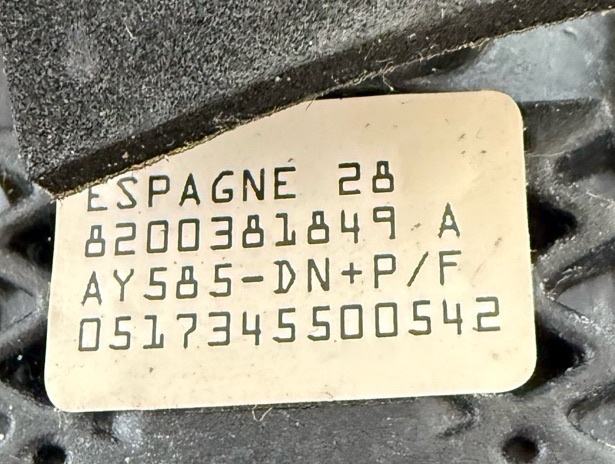 ESPAGNE 28
8200381849 A
AY585-DN+P/F
0517345500542